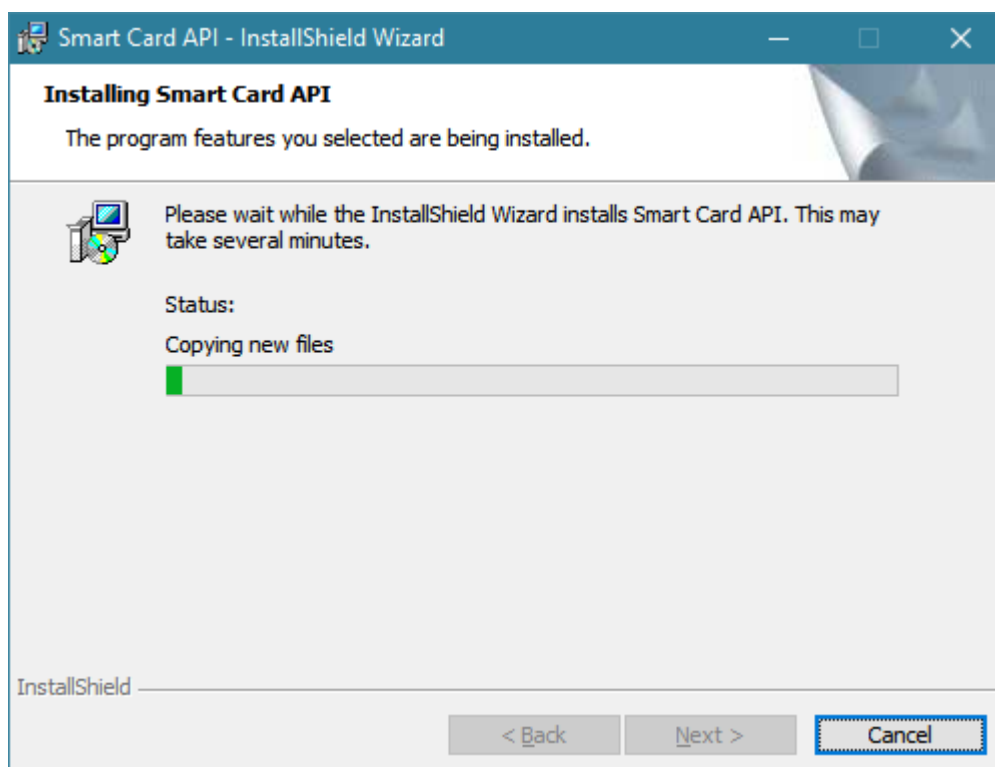 Smart Card API - InstallShield Wizard
Installing Smart Card API
The program features you selected are being installed.
Please wait while the InstallShield Wizard installs Smart Card API. This may
take several minutes.
Status:
Copying new files
InstallShield
< Back
Next >
Cancel